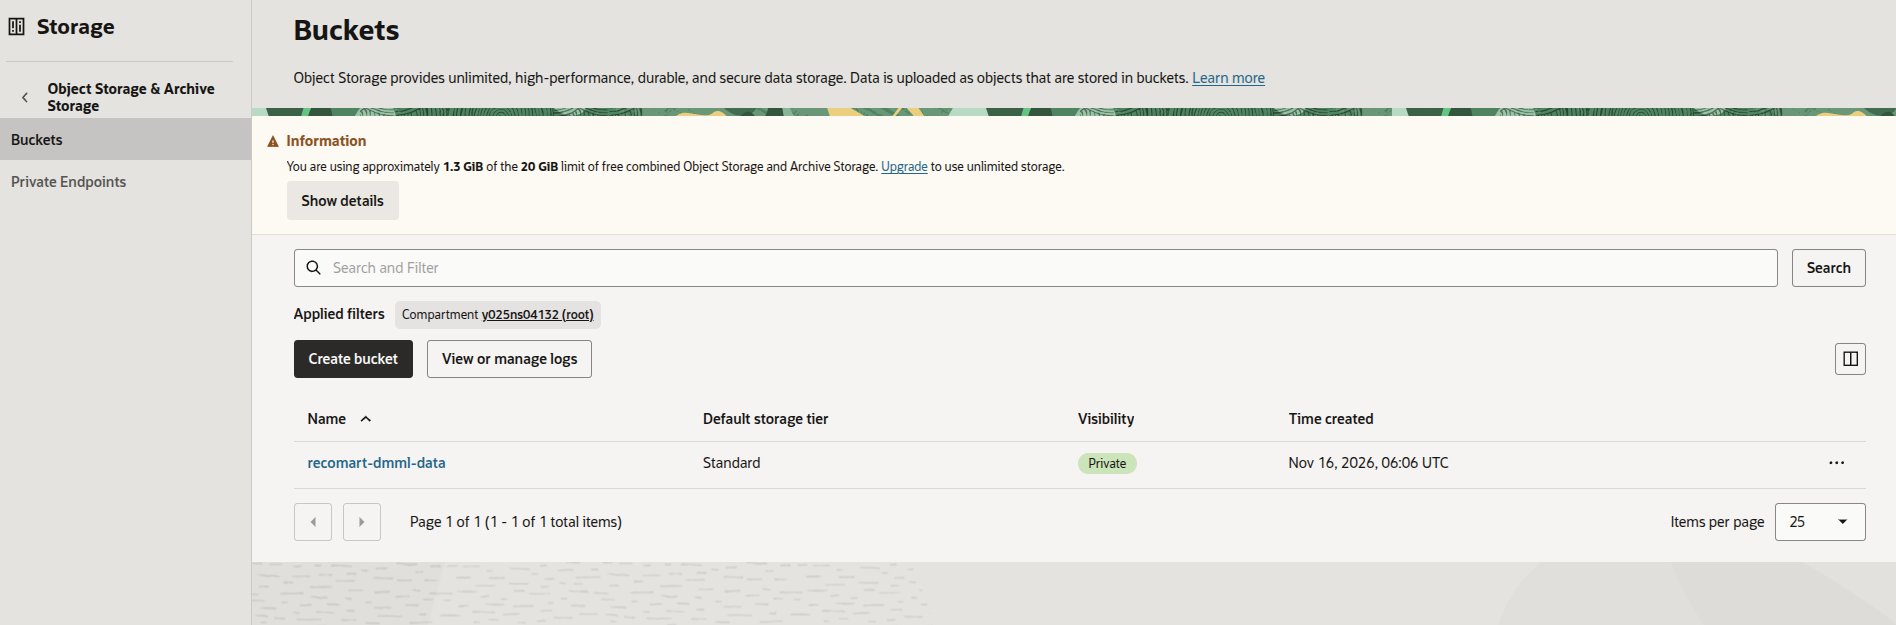 Storage
Object Storage & Archive
Storage
Buckets
Private Endpoints
Buckets
Object Storage provides unlimited, high-performance, durable, and secure data storage. Data is uploaded as objects that are stored in buckets. Learn more
Information
You are using approximately 1.3 GiB of the 20 GiB limit of free combined Object Storage and Archive Storage. Upgrade to use unlimited storage.
Show details
Search and Filter
Search
Applied filters Compartment y025ns04132 (root)
Create bucket View or manage logs
Name Default storage tier Visibility Time created
recomart-dmml-data Standard Private Nov 16, 2026, 06:06 UTC
Page 1 of 1 (1 - 1 of 1 total items) Items per page 25